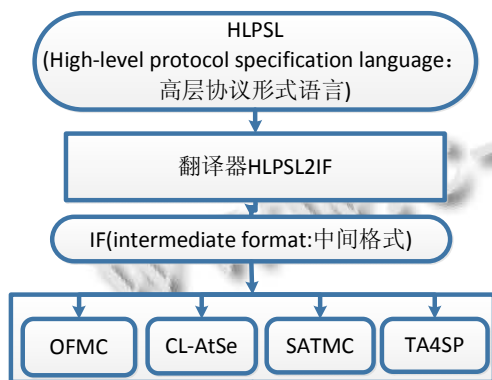 HLPSL
(High-level protocol specification language：
高层协议形式语言)
翻译器HLPSL2IF
IF(intermediate format:中间格式)
OFMC
CL-AtSe
SATMC
TA4SP